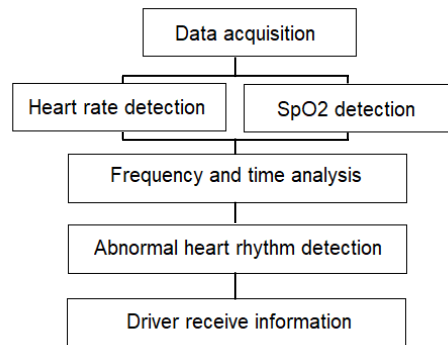 Data acquisition
Heart rate detection
SpO2 detection
Frequency and time analysis
Abnormal heart rhythm detection
Driver receive information